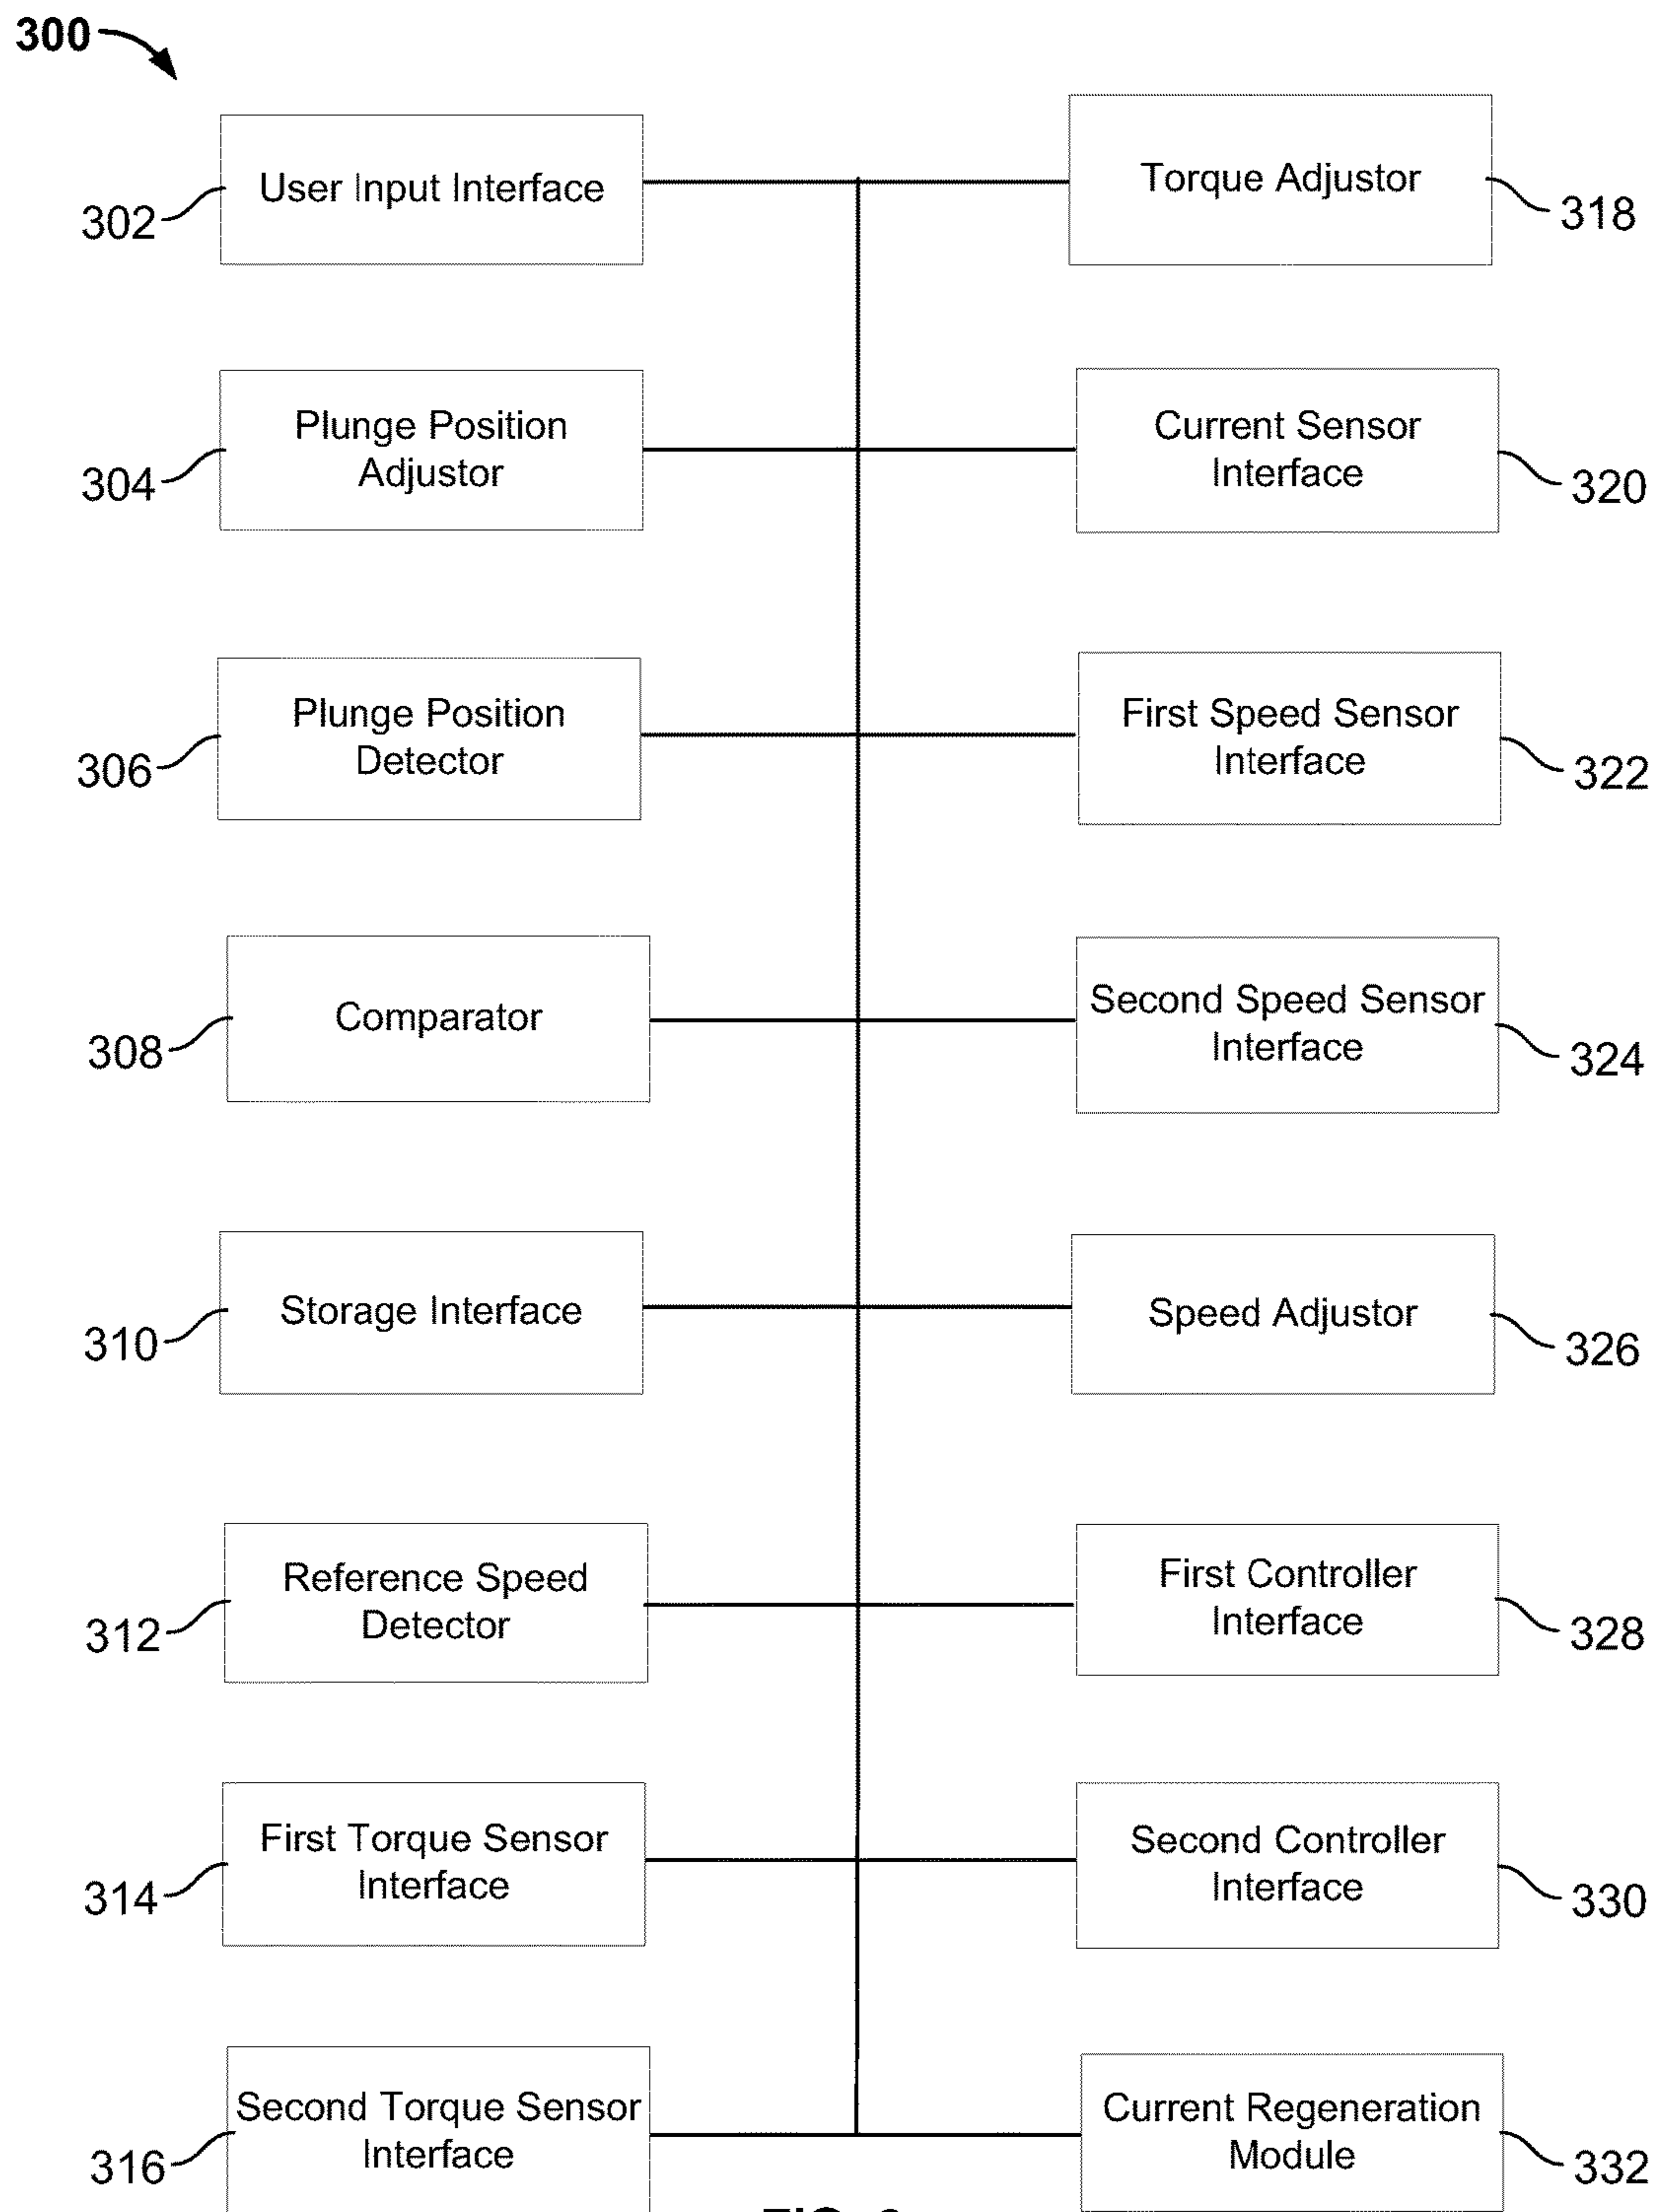 300
User Input Interface
302
Torque Adjustor
318
Plunge Position
Adjustor
304
Current Sensor
Interface
320
Plunge Position
Detector
306
First Speed Sensor
Interface
322
Comparator
308
Second Speed Sensor
Interface
324
Storage Interface
310
Speed Adjustor
326
Reference Speed
Detector
312
First Controller
Interface
328
First Torque Sensor
Interface
314
Second Controller
Interface
330
Second Torque Sensor
Interface
316
Current Regeneration
Module
332